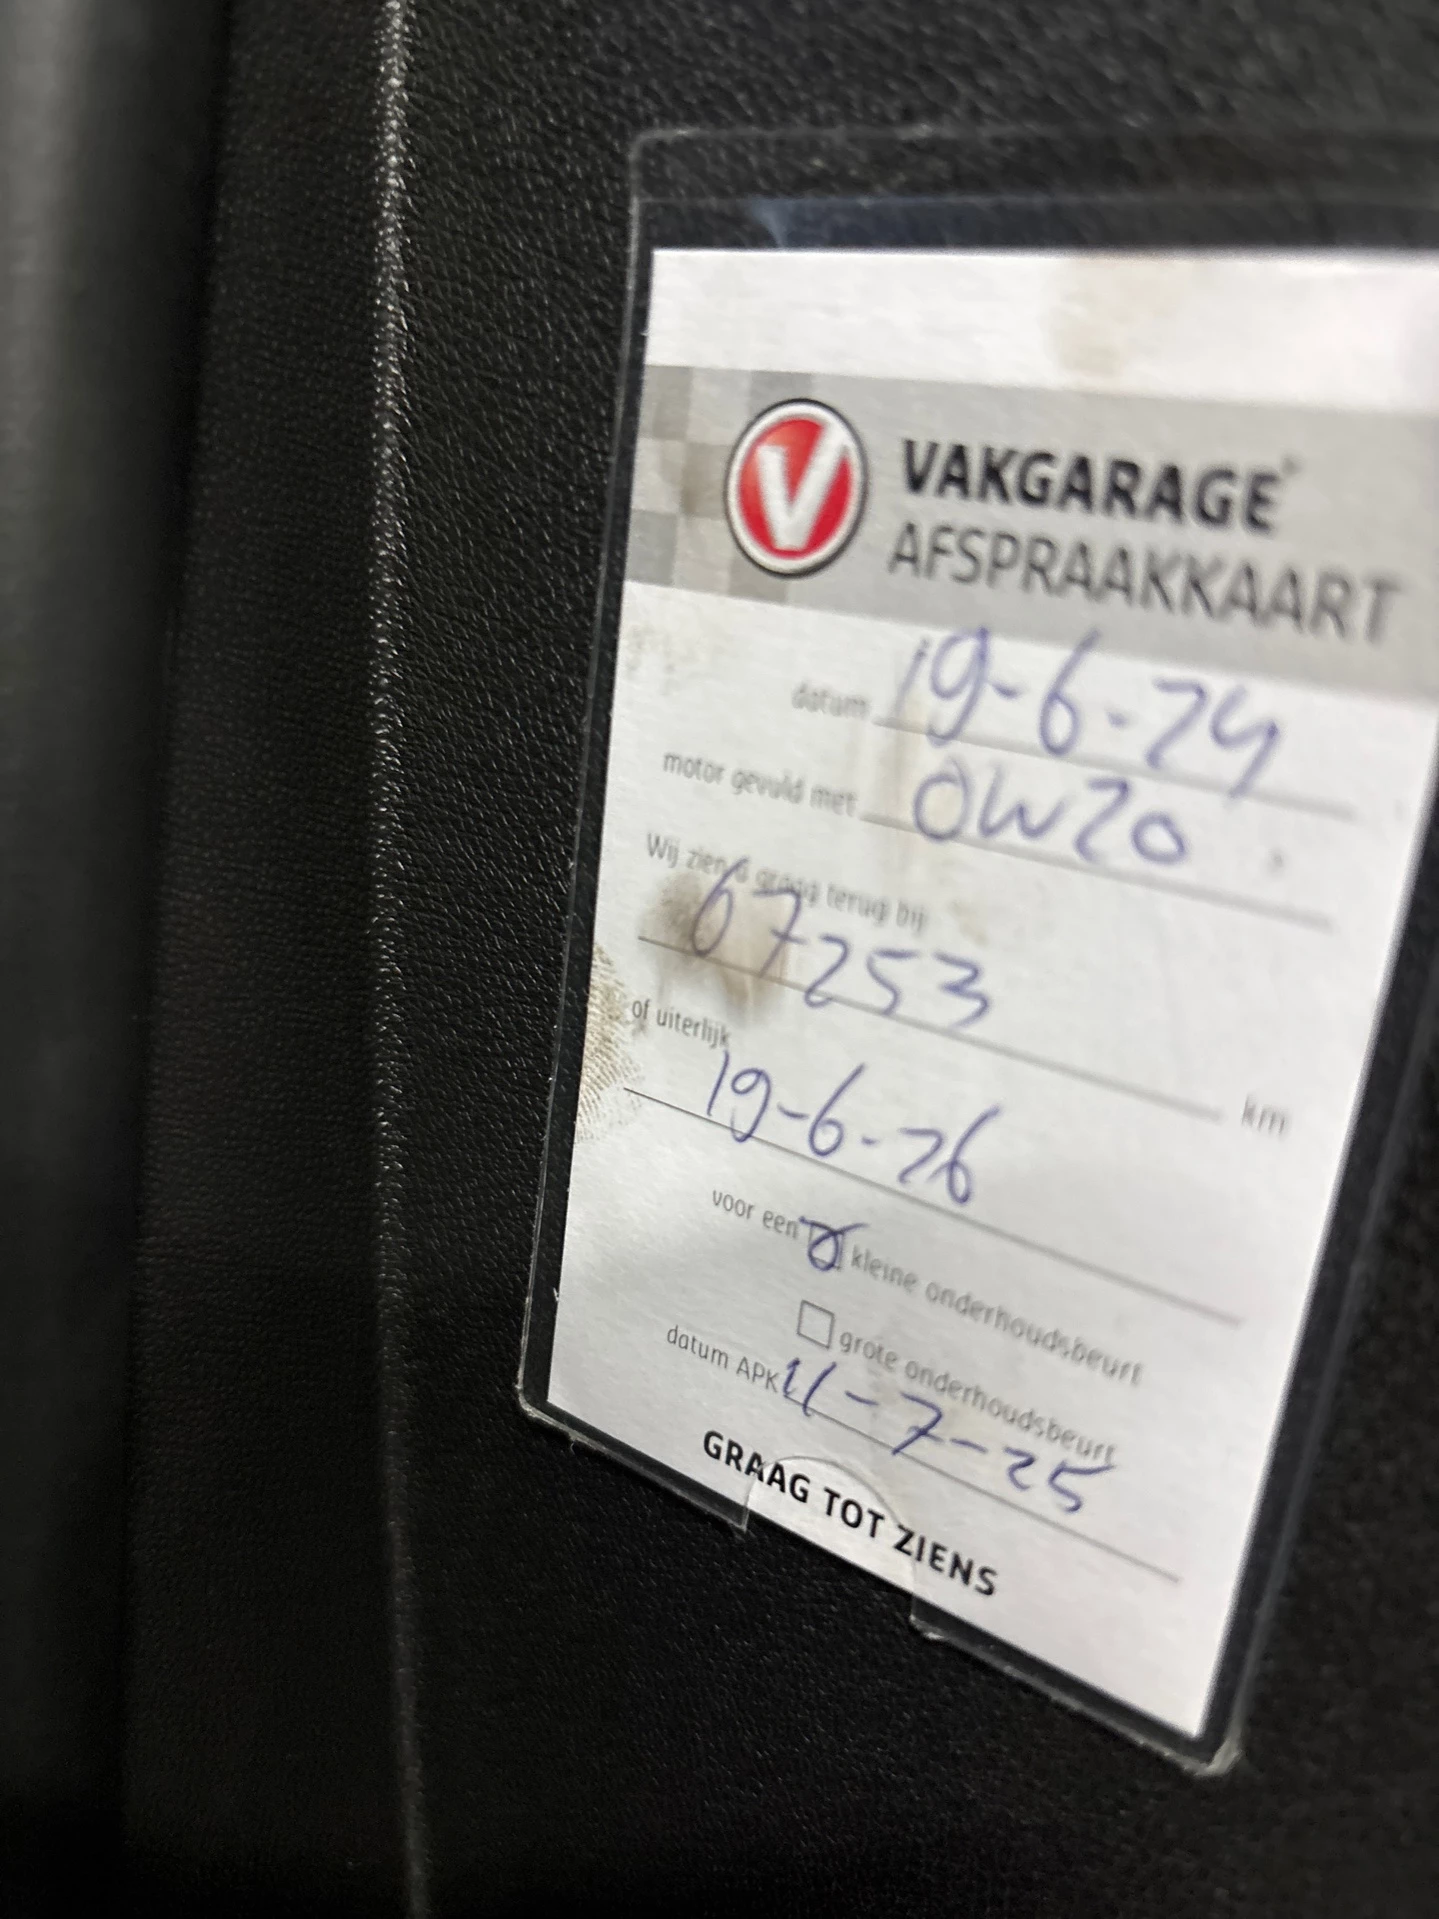 V VAKGARAGE
AFSPRAAKKAART
datum 19-6-24
motor gevuld met 0W20
Wij zien u graag terug bij
67253 km
of uiterlijk
19-6-26
voor een kleine onderhoudsbeurt
grote onderhoudsbeurt
datum APK 11-7-25
GRAAG TOT ZIENS